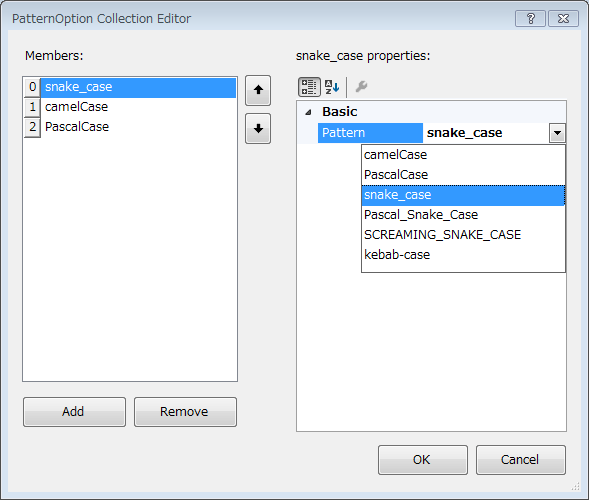 PatternOption Collection Editor
?
Members:
0 snake_case
1 camelCase
2 PascalCase
Add
Remove
snake_case properties:
A
Z
Basic
Pattern snake_case
camelCase
PascalCase
snake_case
Pascal_Snake_Case
SCREAMING_SNAKE_CASE
kebab-case
OK
Cancel